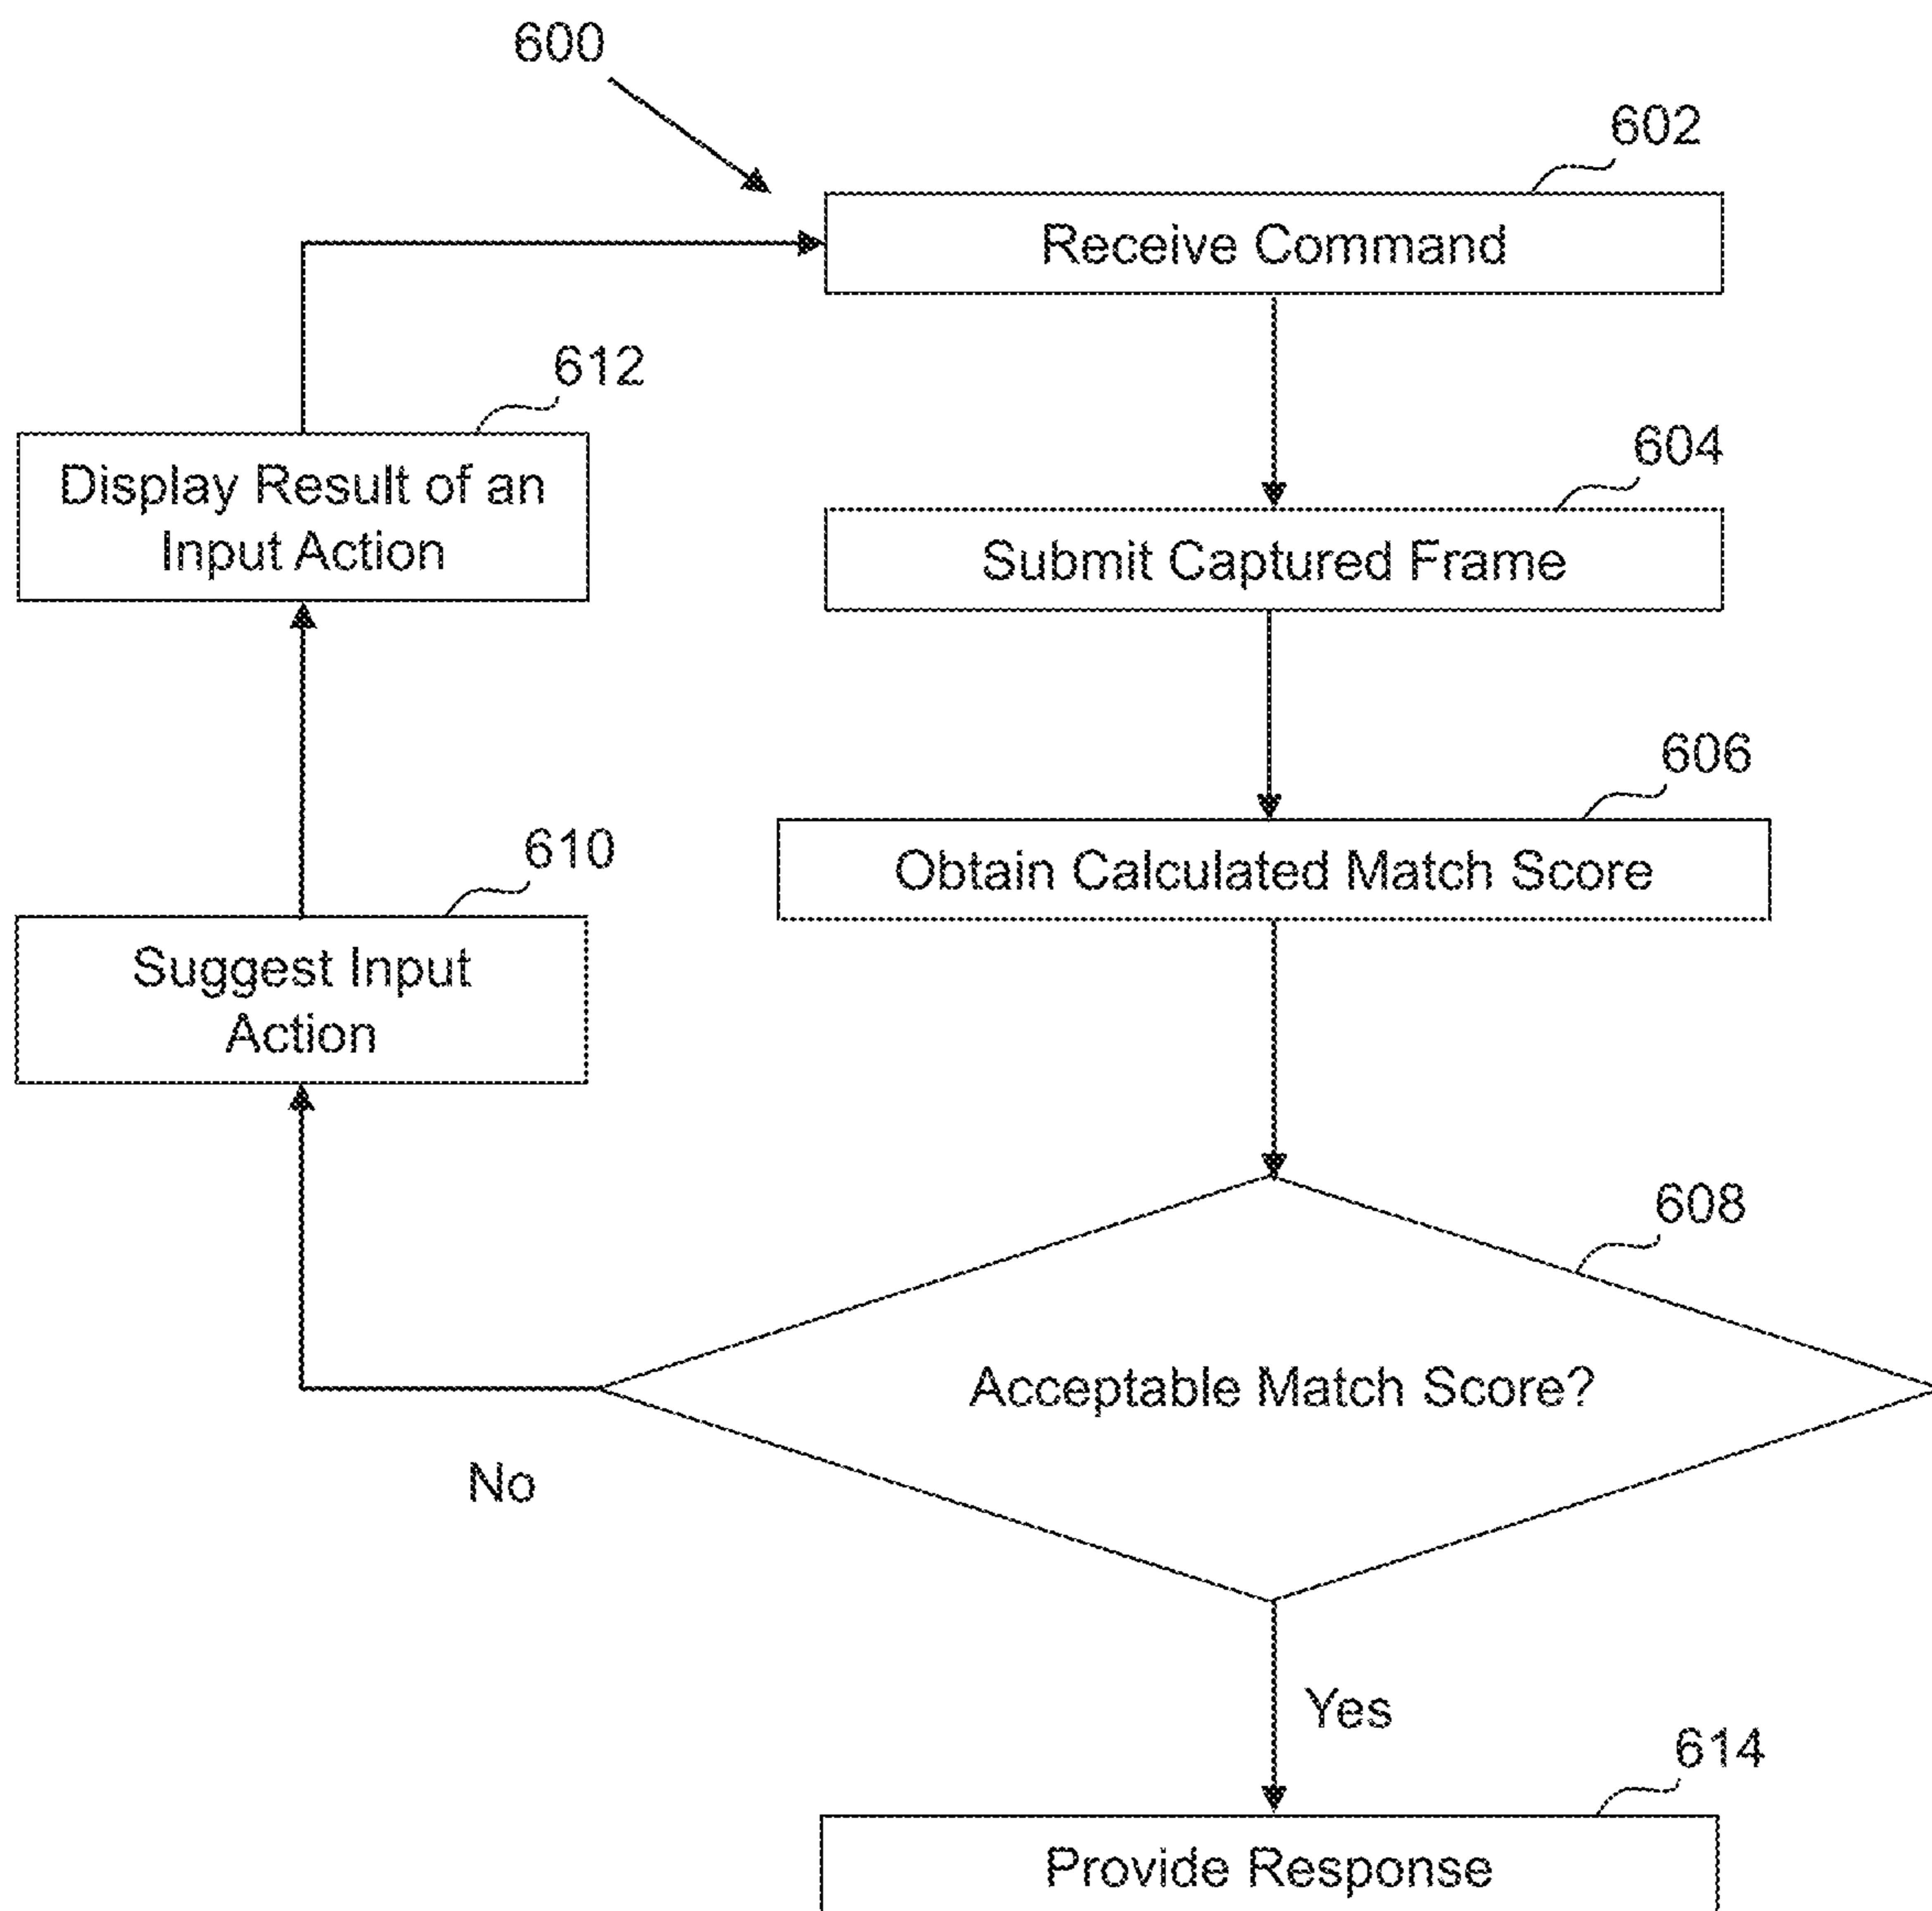 600
602
Receive Command
612
Display Result of an
Input Action
604
Submit Captured Frame
606
Obtain Calculated Match Score
610
Suggest Input
Action
608
Acceptable Match Score?
No
Yes
614
Provide Response